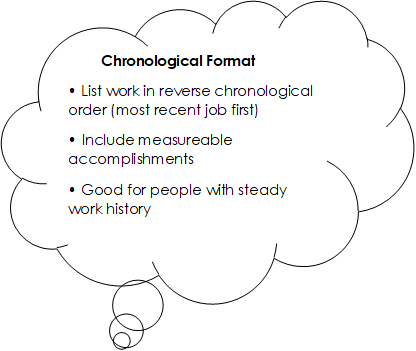 Chronological Format
• List work in reverse chronological
order (most recent job first)
• Include measureable
accomplishments
• Good for people with steady
work history